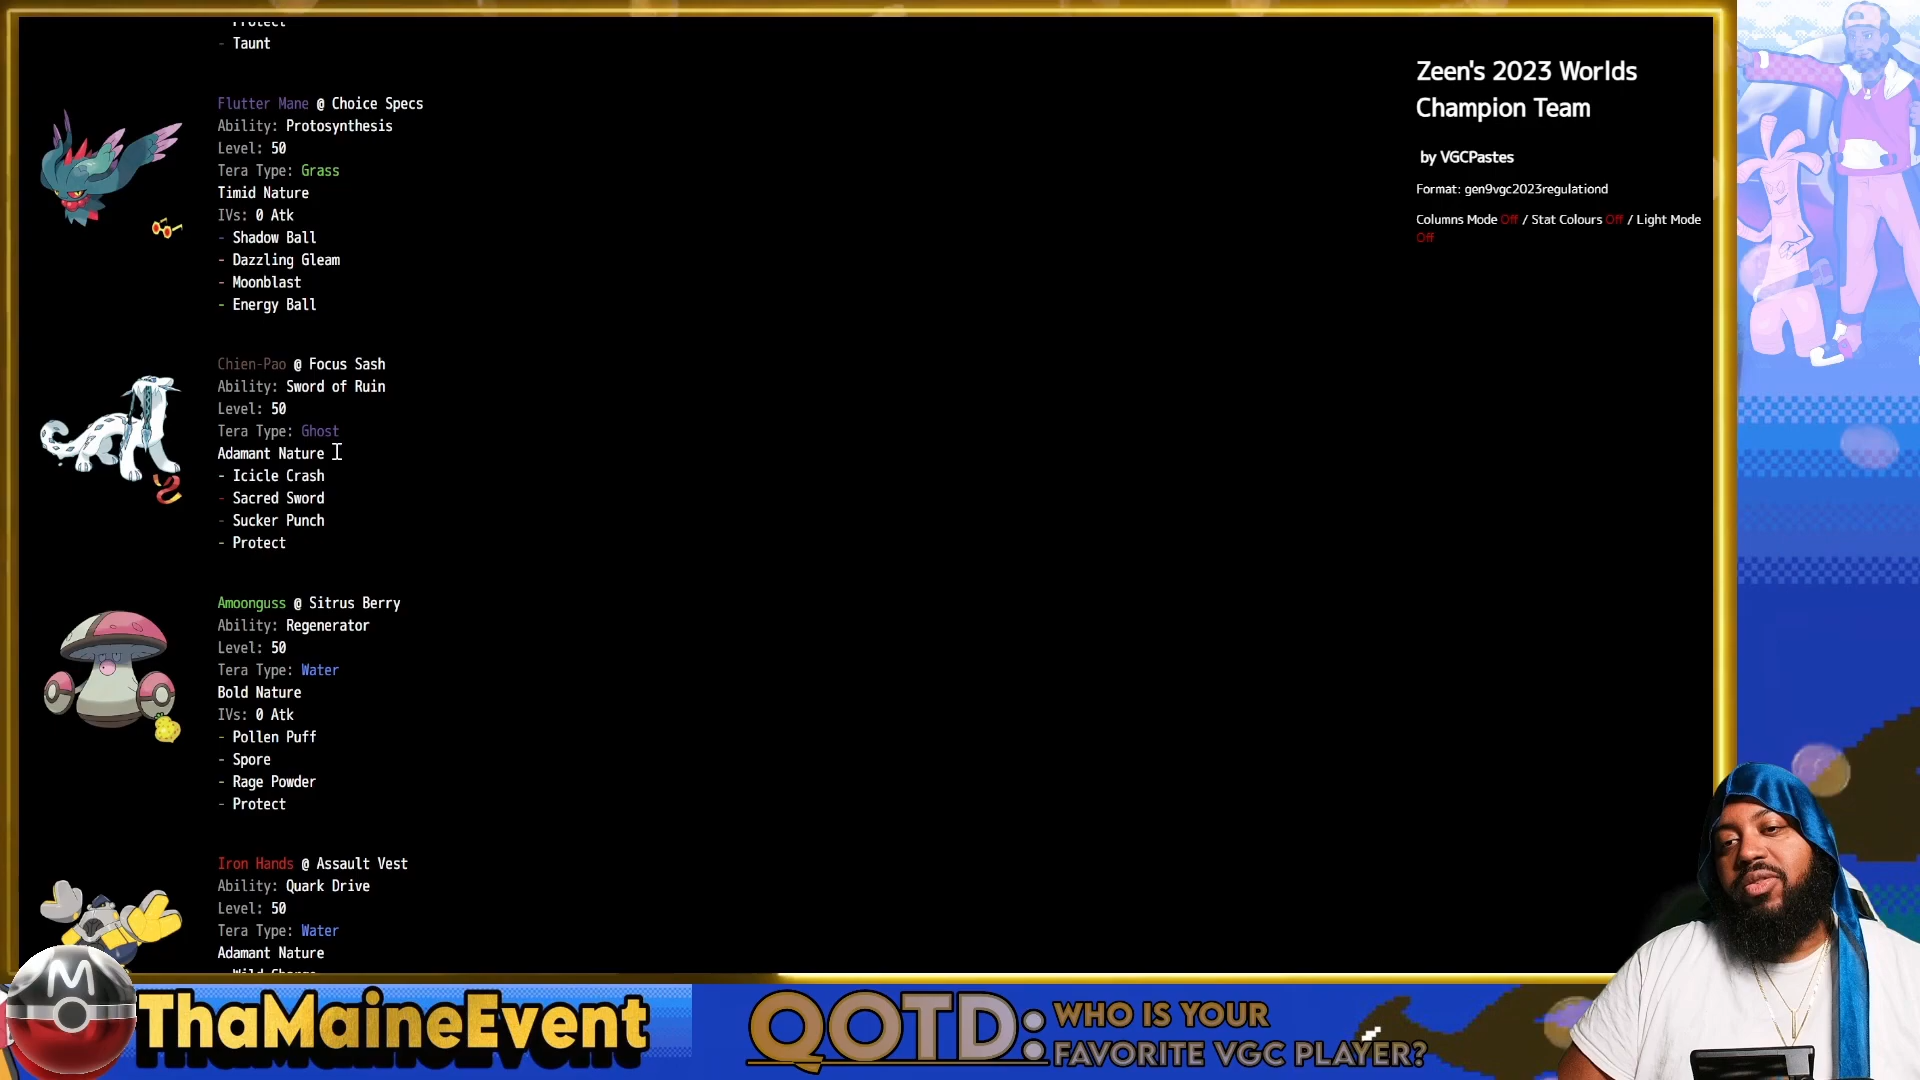 Protect
- Taunt
Flutter Mane @ Choice Specs
Ability: Protosynthesis
Level: 50
Tera Type: Grass
Timid Nature
IVs: 0 Atk
- Shadow Ball
- Dazzling Gleam
- Moonblast
- Energy Ball
Chien-Pao @ Focus Sash
Ability: Sword of Ruin
Level: 50
Tera Type: Ghost
Adamant Nature
- Icicle Crash
- Sacred Sword
- Sucker Punch
- Protect
Amoonguss @ Sitrus Berry
Ability: Regenerator
Level: 50
Tera Type: Water
Bold Nature
IVs: 0 Atk
- Pollen Puff
- Spore
- Rage Powder
- Protect
Iron Hands @ Assault Vest
Ability: Quark Drive
Level: 50
Tera Type: Water
Adamant Nature
- Wild Charge
Zeen's 2023 Worlds
Champion Team
by VGCPastes
Format: gen9vgc2023regulationd
Columns Mode Off / Stat Colours Off / Light Mode
Off
M
ThaMaineEvent
QOTD: WHO IS YOUR
FAVORITE VGC PLAYER?